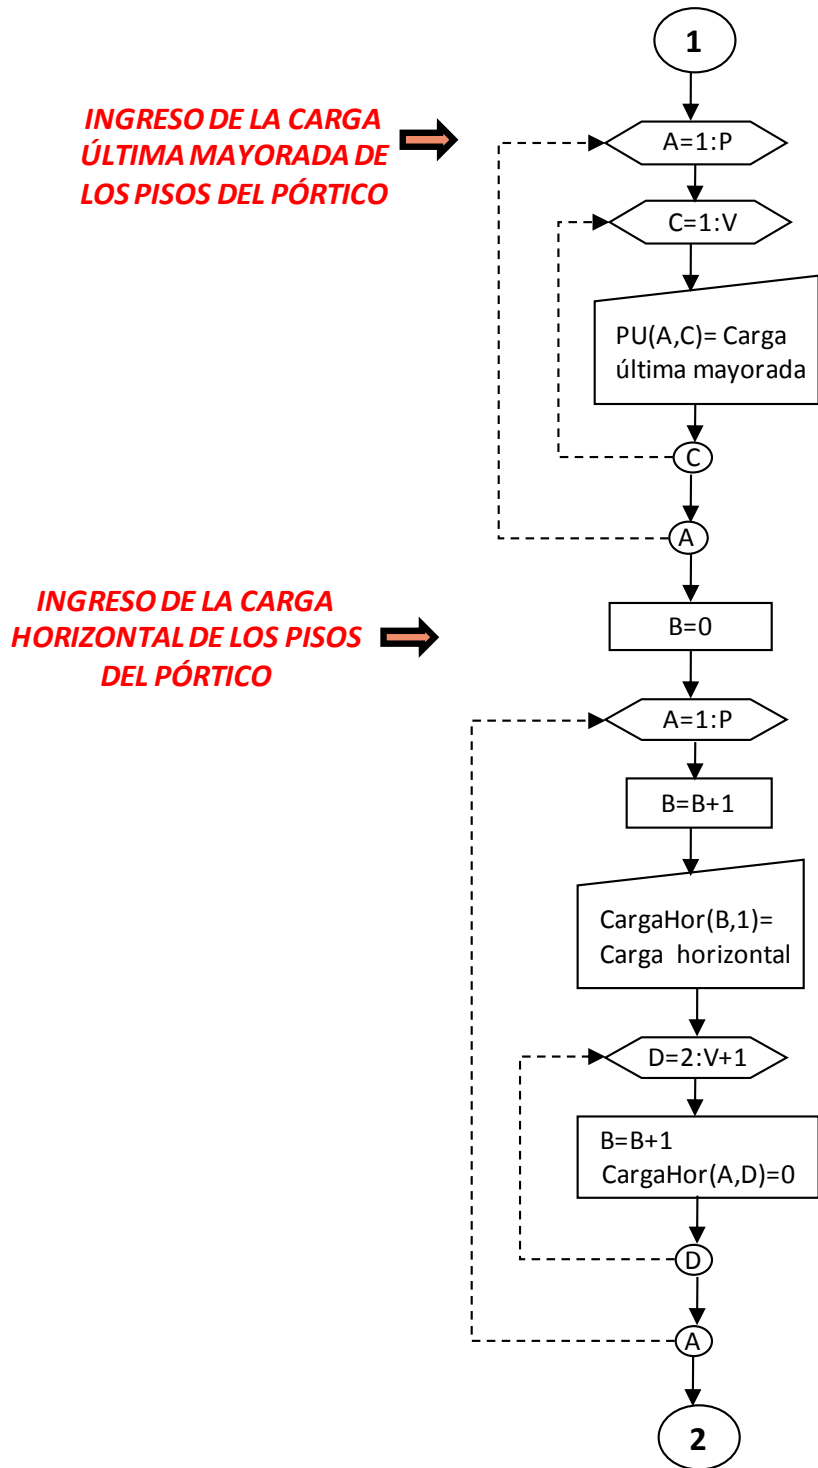 1
INGRESO DE LA CARGA
ÚLTIMA MAYORADA DE
LOS PISOS DEL PÓRTICO
A=1:P
C=1:V
PU(A,C)= Carga
última mayorada
C
A
INGRESO DE LA CARGA
HORIZONTAL DE LOS PISOS
DEL PÓRTICO
B=0
A=1:P
B=B+1
CargaHor(B,1)=
Carga horizontal
D=2:V+1
B=B+1
CargaHor(A,D)=0
D
A
2